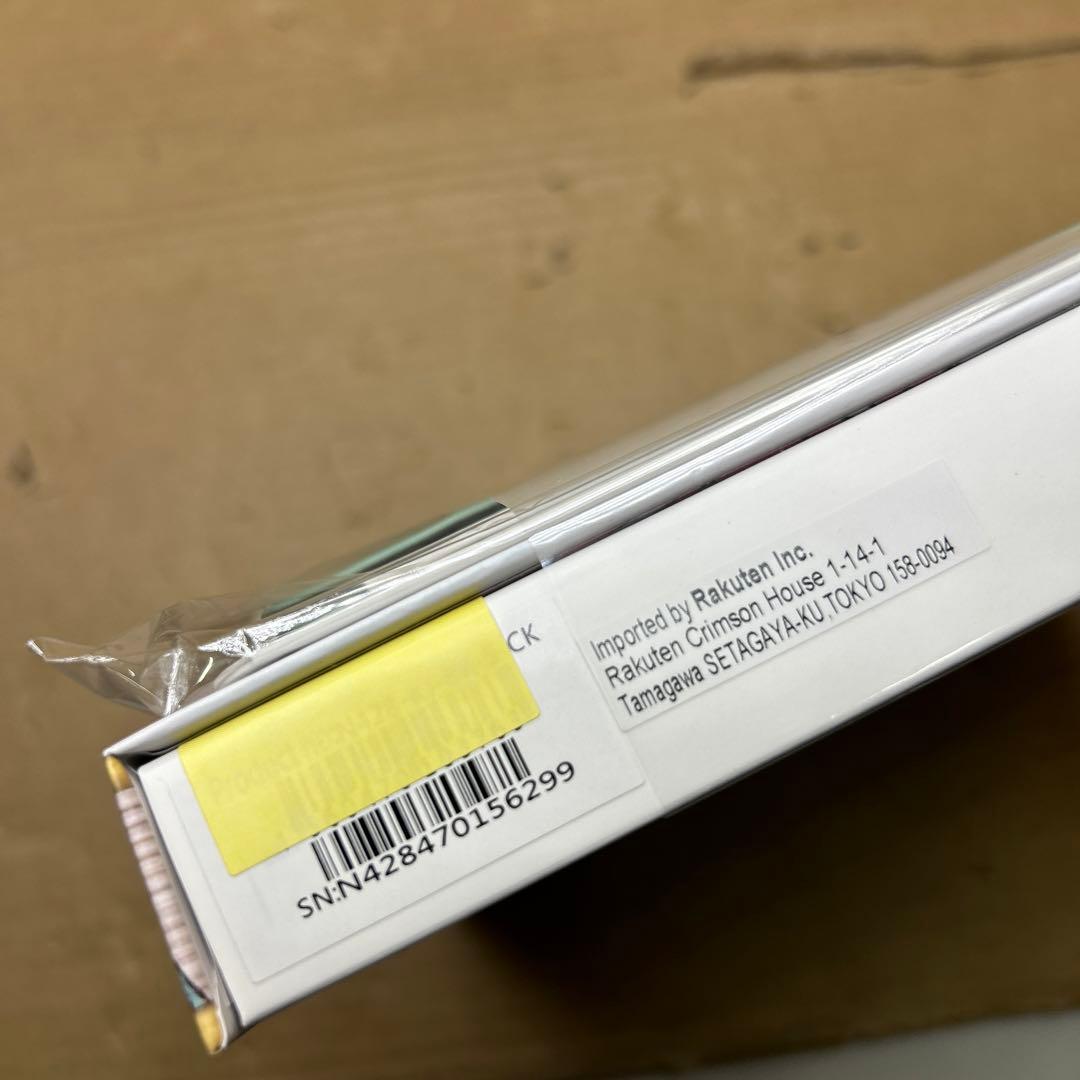 CK
SN:N428470156299
Imported by Rakuten Inc.
Rakuten Crimson House 1-14-1
Tamagawa SETAGAYA-KU,TOKYO 158-0094